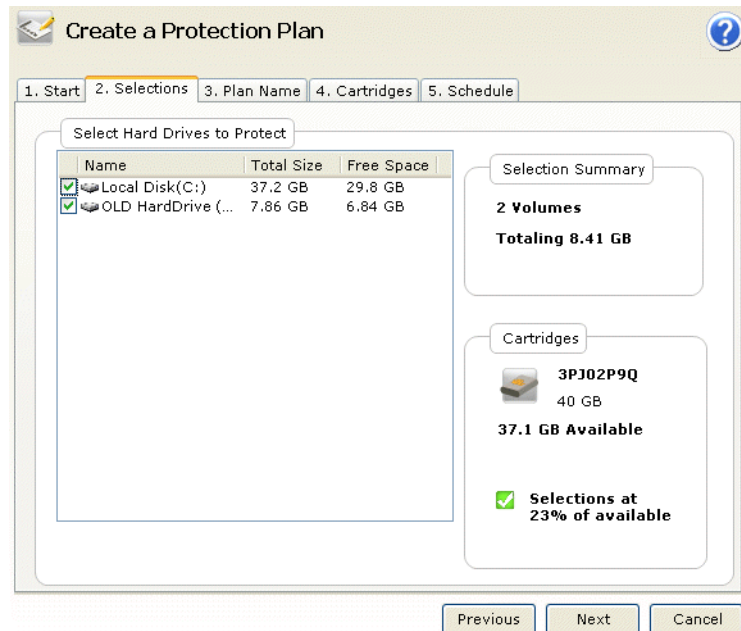 Create a Protection Plan
?
1. Start 2. Selections 3. Plan Name 4. Cartridges 5. Schedule
Select Hard Drives to Protect
Name Total Size Free Space
Local Disk(C:) 37.2 GB 29.8 GB
OLD HardDrive (... 7.86 GB 6.84 GB
Selection Summary
2 Volumes
Totaling 8.41 GB
Cartridges
3PJ02P9Q
40 GB
37.1 GB Available
Selections at
23% of available
Previous Next Cancel